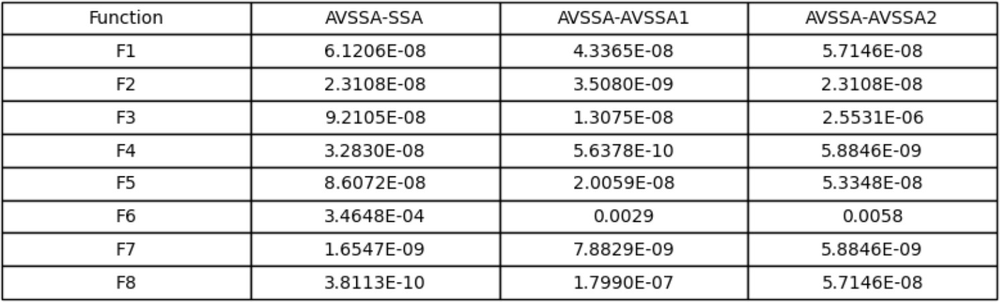 Function AVSSA-SSA AVSSA-AVSSA1 AVSSA-AVSSA2
F1 6.1206E-08 4.3365E-08 5.7146E-08
F2 2.3108E-08 3.5080E-09 2.3108E-08
F3 9.2105E-08 1.3075E-08 2.5531E-06
F4 3.2830E-08 5.6378E-10 5.8846E-09
F5 8.6072E-08 2.0059E-08 5.3348E-08
F6 3.4648E-04 0.0029 0.0058
F7 1.6547E-09 7.8829E-09 5.8846E-09
F8 3.8113E-10 1.7990E-07 5.7146E-08